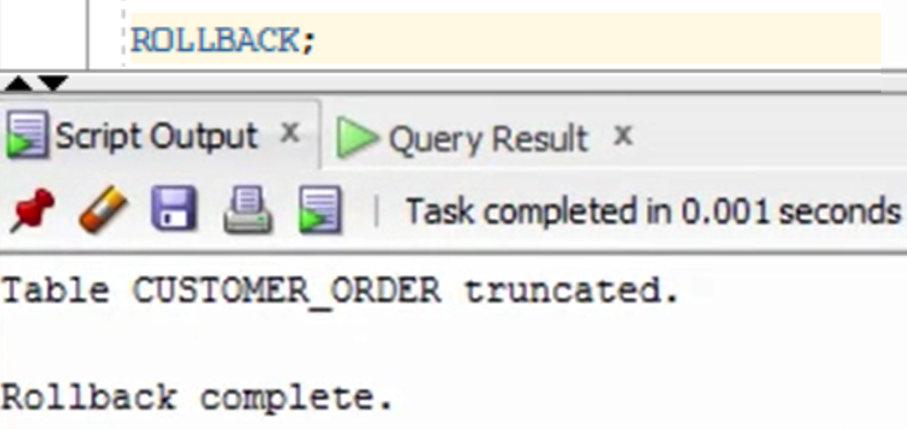 ROLLBACK;
Script Output x Query Result x
Task completed in 0.001 seconds
Table CUSTOMER_ORDER truncated.
Rollback complete.